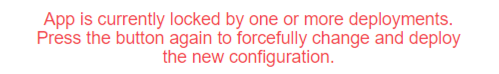 App is currently locked by one or more deployments.
Press the button again to forcefully change and deploy
the new configuration.